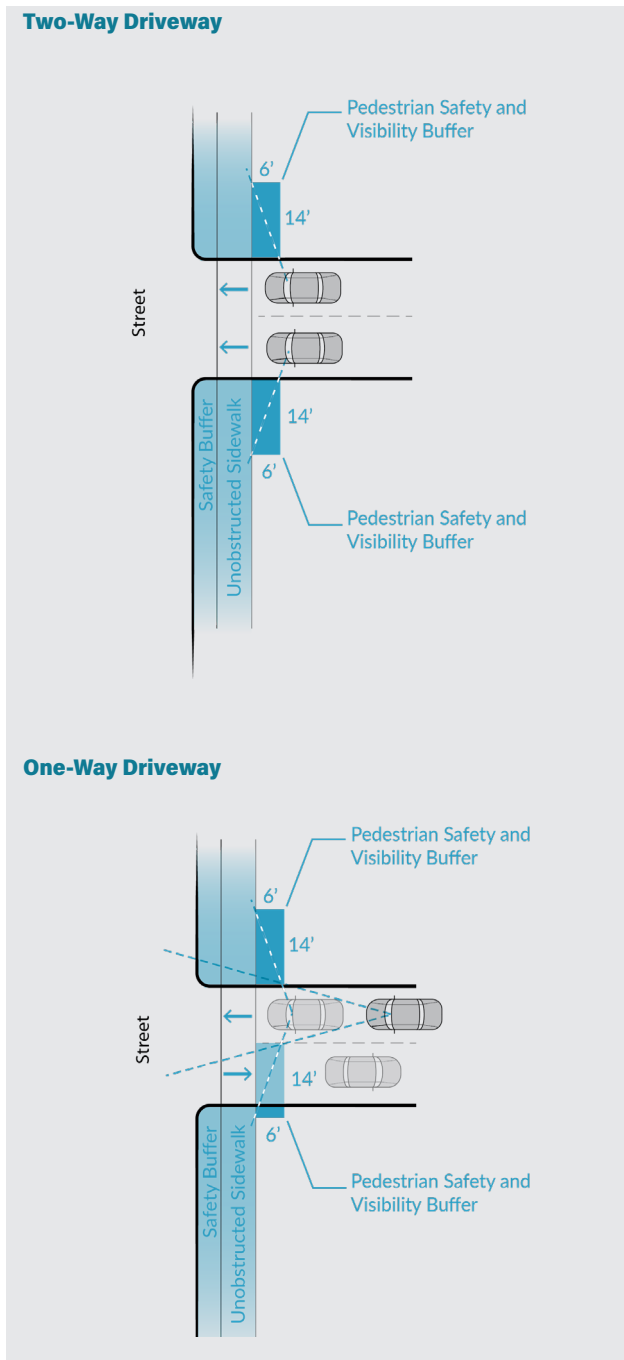 Two-Way Driveway
Pedestrian Safety and
Visibility Buffer
6’
14’
Street
14’
6’
Safety Buffer
Unobstructed Sidewalk
Pedestrian Safety and
Visibility Buffer
One-Way Driveway
Pedestrian Safety and
Visibility Buffer
6’
14’
Street
14’
6’
Safety Buffer
Unobstructed Sidewalk
Pedestrian Safety and
Visibility Buffer